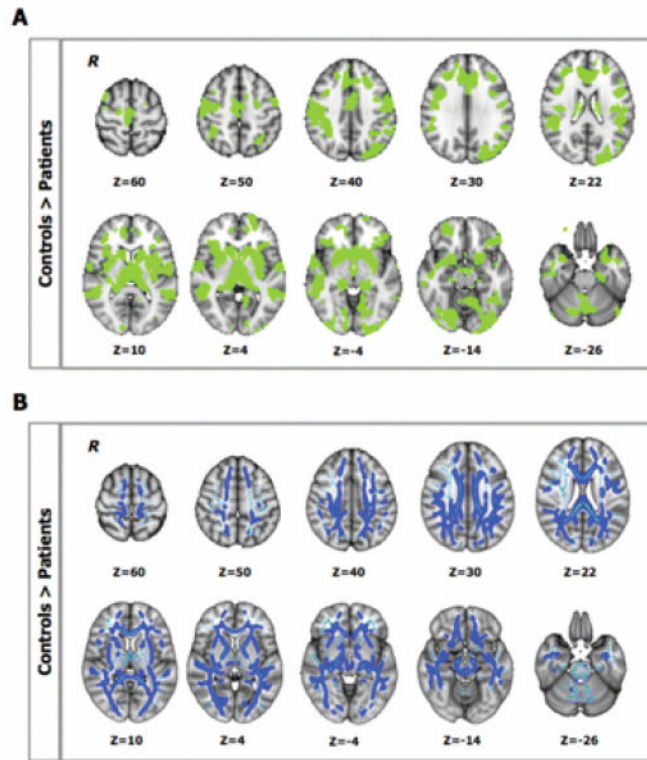 A
Controls > Patients
R
Z=60 Z=50 Z=40 Z=30 Z=22
Z=10 Z=4 Z=-4 Z=-14 Z=-26
B
Controls > Patients
R
Z=60 Z=50 Z=40 Z=30 Z=22
Z=10 Z=4 Z=-4 Z=-14 Z=-26